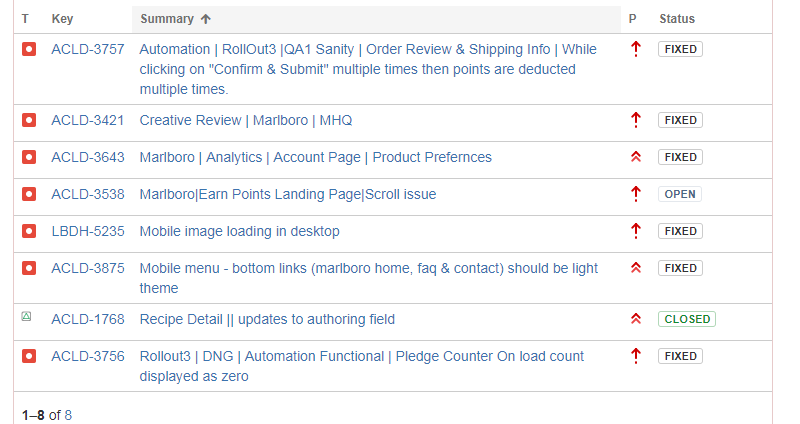 T Key Summary P Status
ACLD-3757 Automation | RollOut3 |QA1 Sanity | Order Review & Shipping Info | While FIXED
clicking on "Confirm & Submit" multiple times then points are deducted
multiple times.
ACLD-3421 Creative Review | Marlboro | MHQ FIXED
ACLD-3643 Marlboro | Analytics | Account Page | Product Prefernces FIXED
ACLD-3538 Marlboro|Earn Points Landing Page|Scroll issue OPEN
LBDH-5235 Mobile image loading in desktop FIXED
ACLD-3875 Mobile menu - bottom links (marlboro home, faq & contact) should be light FIXED
theme
ACLD-1768 Recipe Detail || updates to authoring field CLOSED
ACLD-3756 Rollout3 | DNG | Automation Functional | Pledge Counter On load count FIXED
displayed as zero
1–8 of 8